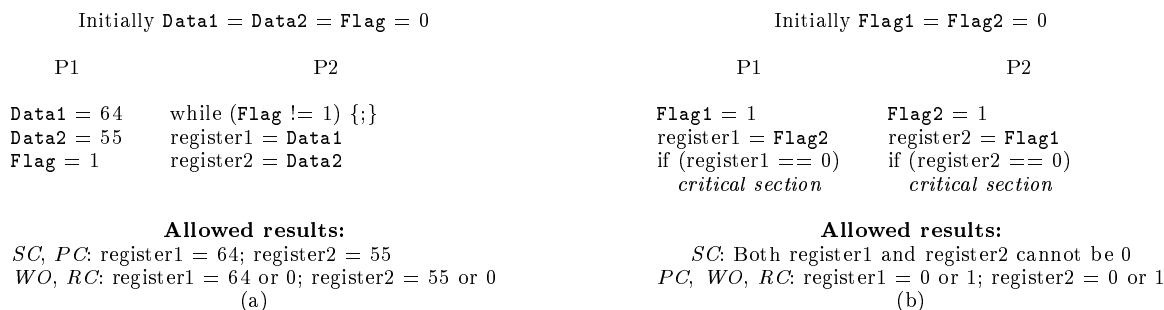 Initially Data1 = Data2 = Flag = 0
P1 P2
Data1 = 64 while (Flag != 1) {;}
Data2 = 55 register1 = Data1
Flag = 1 register2 = Data2
Allowed results:
SC, PC: register1 = 64; register2 = 55
WO, RC: register1 = 64 or 0; register2 = 55 or 0
(a)
Initially Flag1 = Flag2 = 0
P1 P2
Flag1 = 1 Flag2 = 1
register1 = Flag2 register2 = Flag1
if (register1 == 0) if (register2 == 0)
critical section critical section
Allowed results:
SC: Both register1 and register2 cannot be 0
PC, WO, RC: register1 = 0 or 1; register2 = 0 or 1
(b)